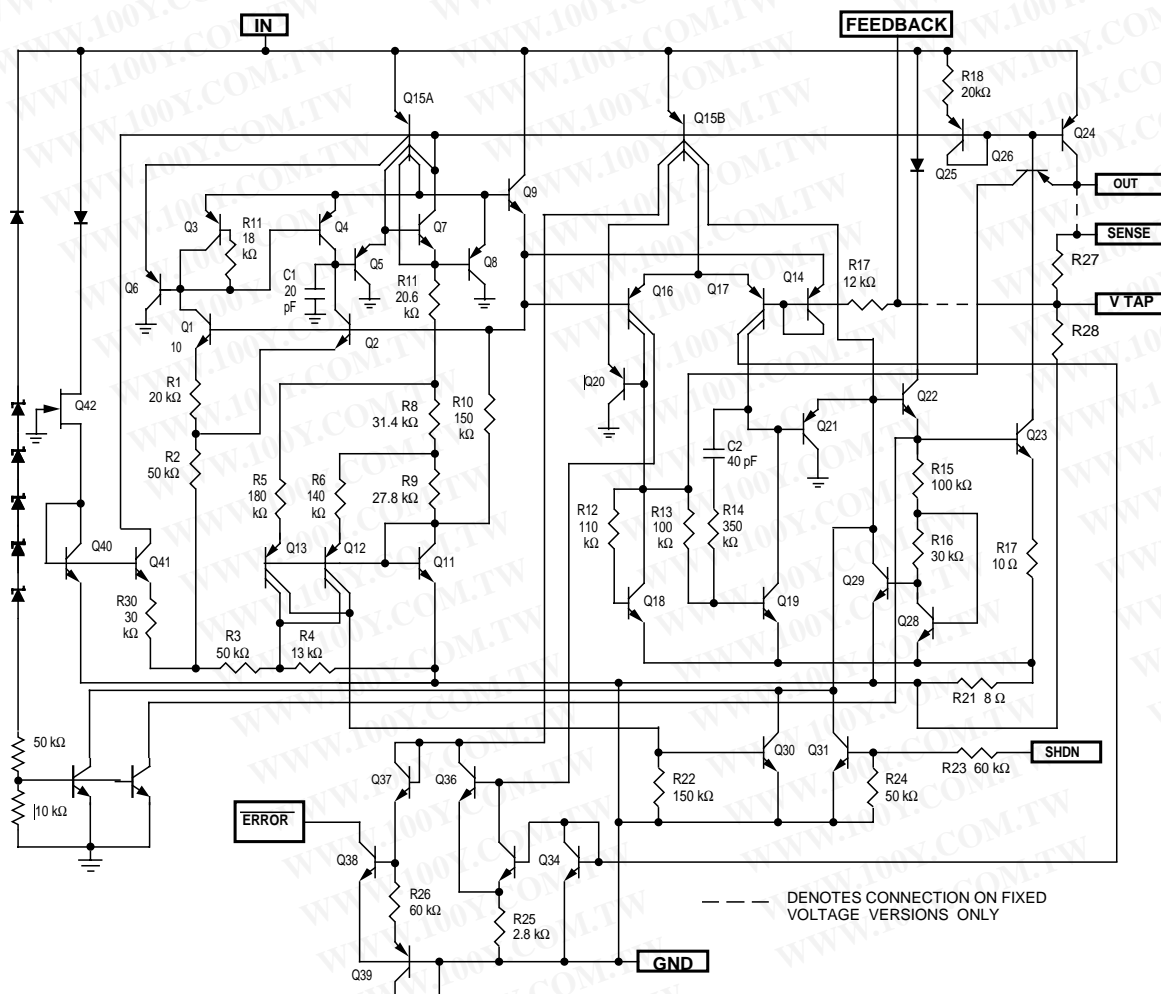 IN
FEEDBACK
R18
20kΩ
Q15A
Q15B
Q24
Q26
Q25
OUT
Q9
SENSE
Q3
R11
18
kΩ
Q4
Q7
Q5
Q8
Q6
C1
20
pF
R11
20.6
kΩ
Q16
Q17
Q14
R17
12 kΩ
R27
V TAP
R28
Q1
10
Q2
R1
20 kΩ
Q20
Q42
R8
31.4 kΩ
R10
150
kΩ
Q22
Q21
Q23
R2
50 kΩ
C2
40 pF
R5
180
kΩ
R6
140
kΩ
R9
27.8 kΩ
R15
100 kΩ
R12
110
kΩ
R13
100
kΩ
R14
350
kΩ
R16
30 kΩ
R17
10 Ω
Q40
Q41
Q13
Q12
Q11
Q29
R30
30
kΩ
Q18
Q19
Q28
R3
50 kΩ
R4
13 kΩ
R21 8 Ω
50 kΩ
Q30
Q31
SHDN
R23 60 kΩ
Q37
Q36
R22
150 kΩ
R24
50 kΩ
10 kΩ
ERROR
Q38
Q34
R26
60 kΩ
R25
2.8 kΩ
DENOTES CONNECTION ON FIXED
VOLTAGE VERSIONS ONLY
Q39
GND
WWW.100Y.COM.TW